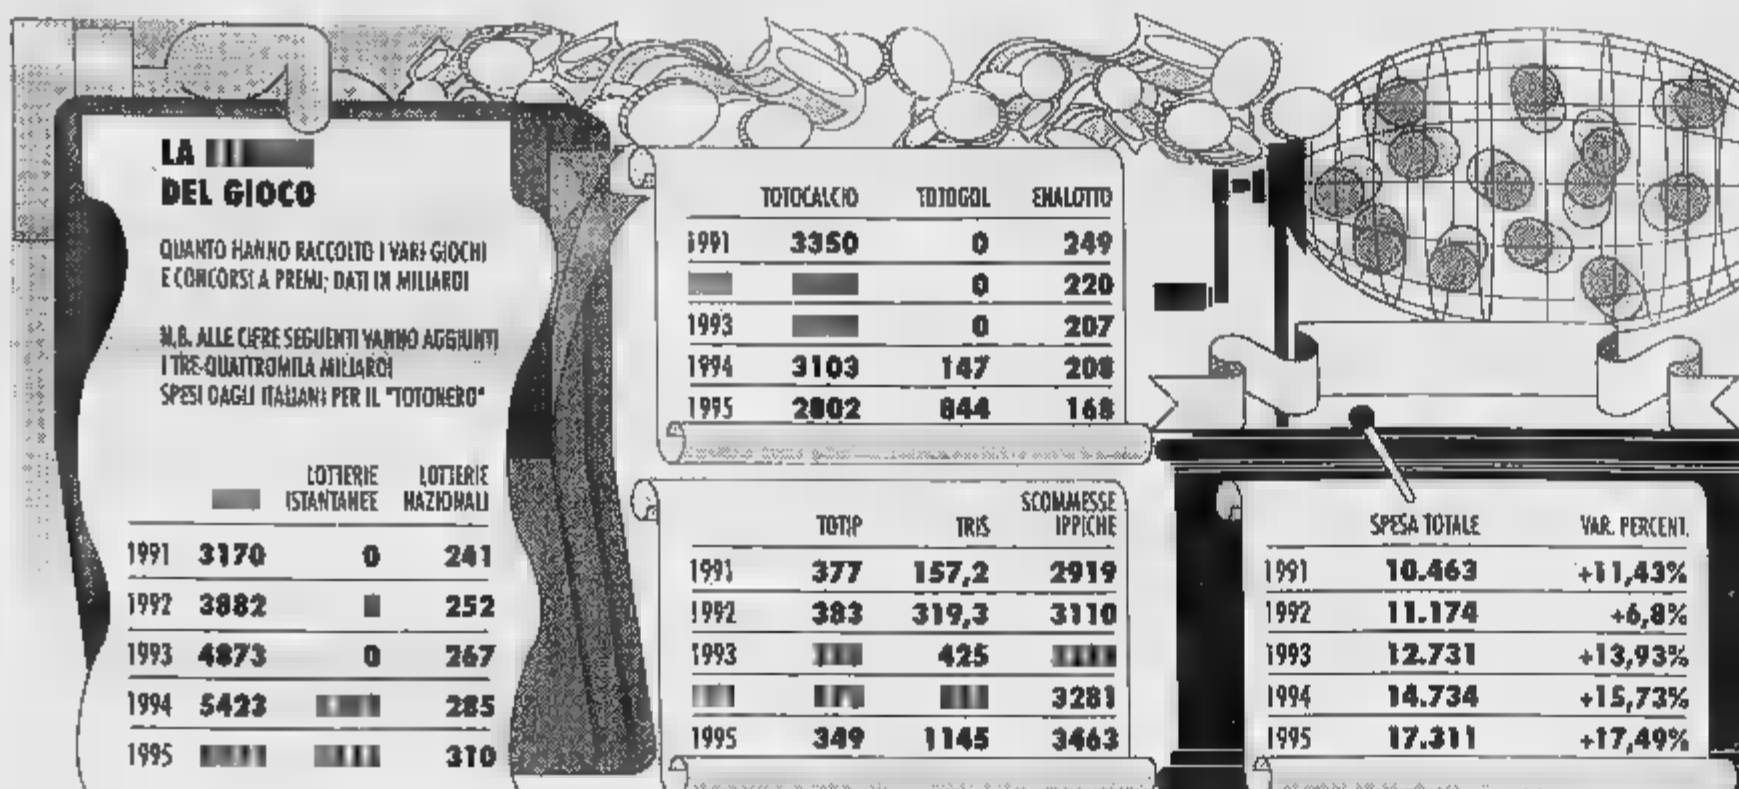 LA
DEL GIOCO
QUANTO HANNO RACCOLTO I VARI GIOCHI
E CONCORSI A PREMI; DATI IN MILIARDI
N.B. ALLE CIFRE SEGUENTI VANNO AGGIUNTI
I TRE-QUATTROMILA MILIARDI
SPESI DAGLI ITALIANI PER IL "TOTONERO"
LOTTERIE LOTTERIE
ISTANTANEE NAZIONALI
1991 3170 0 241
1992 3882 252
1993 4873 0 267
1994 5423 285
1995 310
TOTOCALCIO TOTOGOL ENALOTTO
1991 3350 0 249
0 220
1993 0 207
1994 3103 147 208
1995 2802 844 168
SCOMMESSE
TOTIP TRIS IPPICHE
1991 377 157,2 2919
1992 383 319,3 3110
1993 425
3281
1995 349 1145 3463
SPESA TOTALE VAR. PERCENT.
1991 10.463 +11,43%
1992 11.174 +6,8%
1993 12.731 +13,93%
1994 14.734 +15,73%
1995 17.311 +17,49%